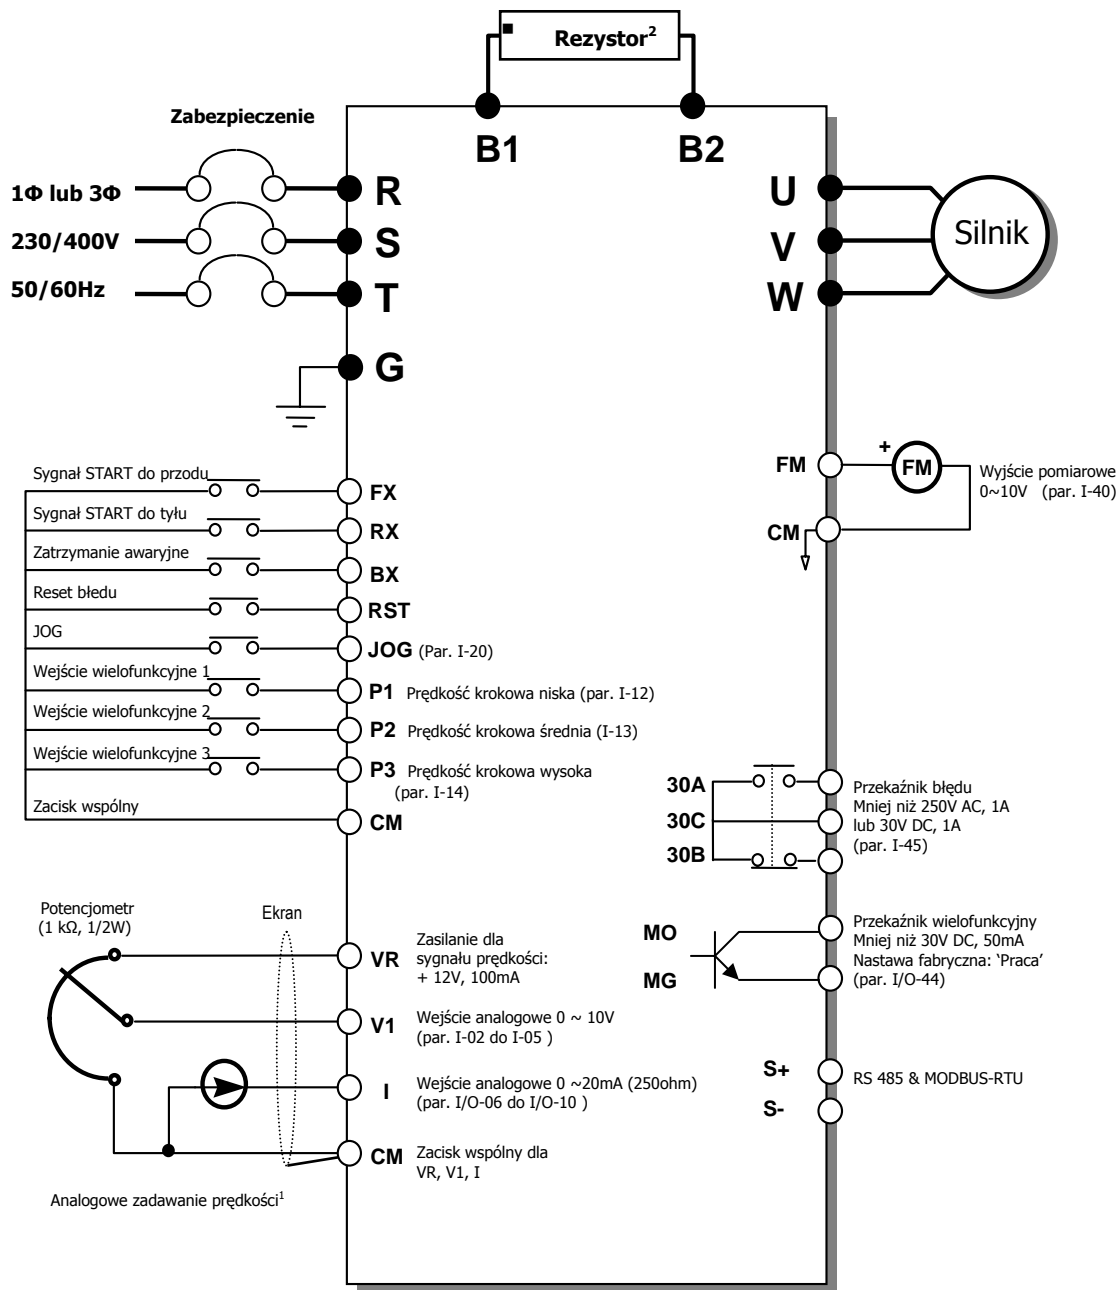 Rezystor²
Zabezpieczenie
B1
B2
1Φ lub 3Φ
R
U
230/400V
S
V
Silnik
50/60Hz
T
W
G
Sygnał START do przodu
FX
Sygnał START do tyłu
RX
Zatrzymanie awaryjne
BX
Reset błedu
RST
JOG
JOG (Par. I-20)
Wejście wielofunkcyjne 1
P1 Prędkość krokowa niska (par. I-12)
Wejście wielofunkcyjne 2
P2 Prędkość krokowa średnia (I-13)
Wejście wielofunkcyjne 3
P3 Prędkość krokowa wysoka
(par. I-14)
Zacisk wspólny
CM
FM
+
FM
Wyjście pomiarowe
0~10V (par. I-40)
CM
30A
30C
30B
Przekaźnik błędu
Mniej niż 250V AC, 1A
lub 30V DC, 1A
(par. I-45)
MO
MG
Przekaźnik wielofunkcyjny
Mniej niż 30V DC, 50mA
Nastawa fabryczna: ‘Praca’
(par. I/O-44)
S+
S-
RS 485 & MODBUS-RTU
Potencjometr
(1 kΩ, 1/2W)
Ekran
VR
Zasilanie dla
sygnału prędkości:
+ 12V, 100mA
V1
Wejście analogowe 0 ~ 10V
(par. I-02 do I-05 )
I
Wejście analogowe 0 ~20mA (250ohm)
(par. I/O-06 do I/O-10 )
CM
Zacisk wspólny dla
VR, V1, I
Analogowe zadawanie prędkości¹